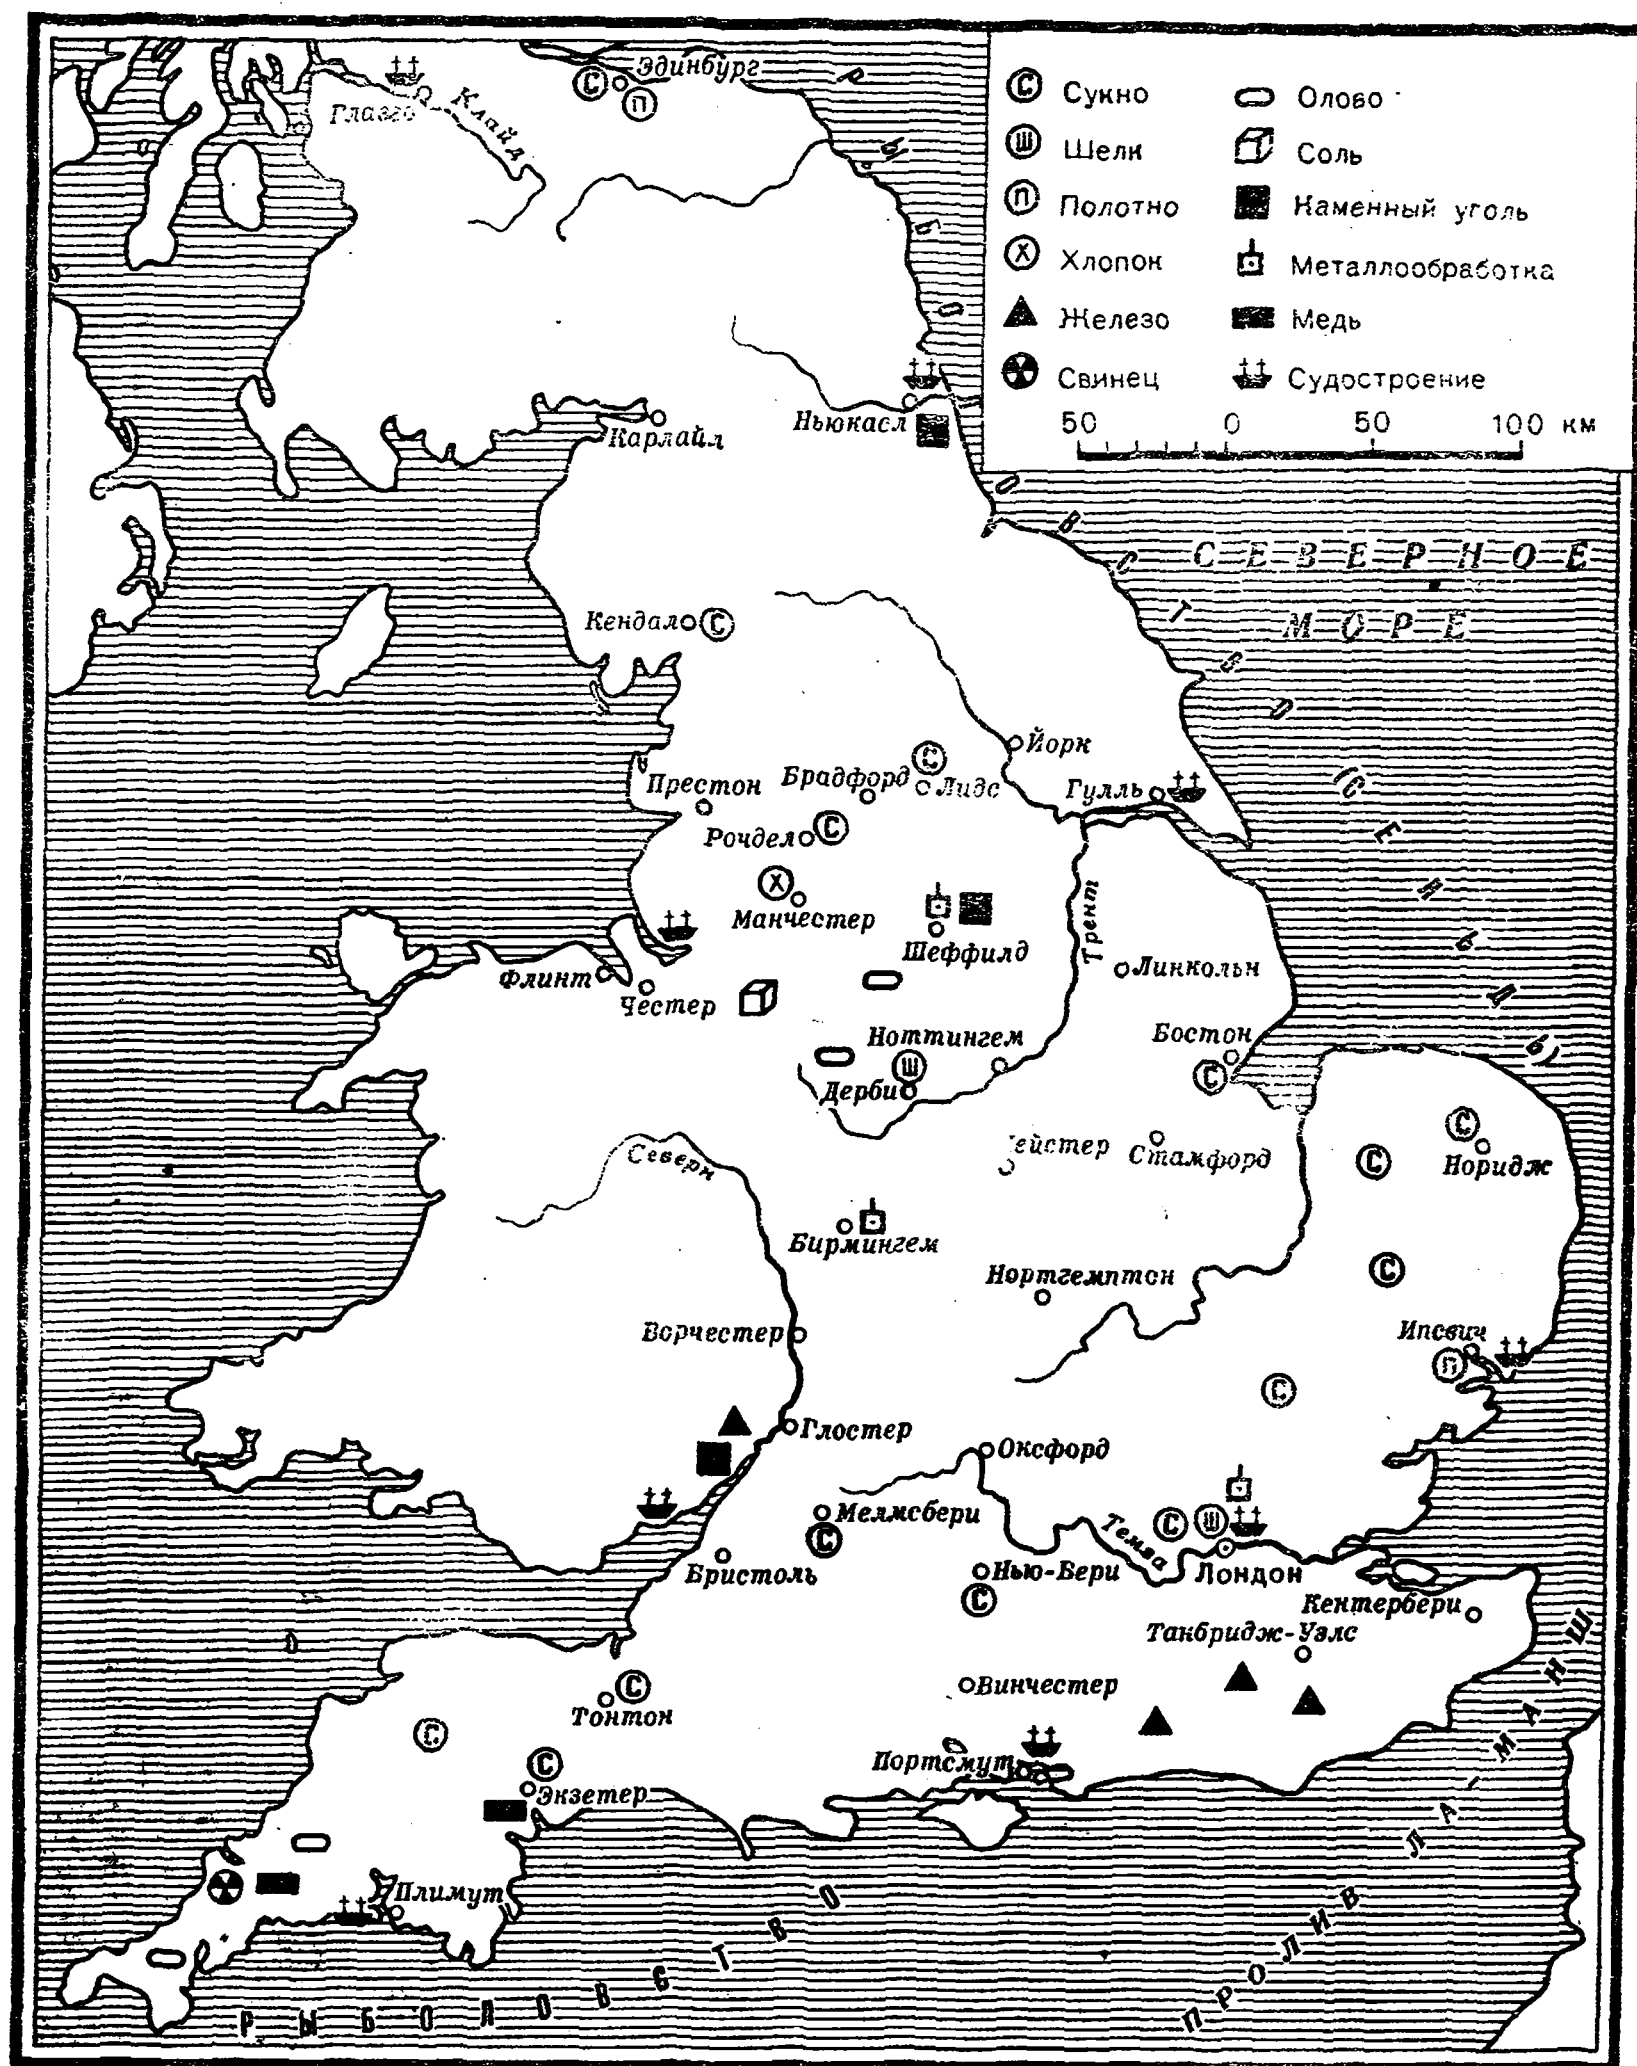 С Сукно
Олово
Ш Шелк
Соль
П Полотно
Каменный уголь
Х Хлопок
Металлообработка
Железо
Медь
Свинец
Судостроение
50 0 50 100 км
С Эдинбург
П
Глазго
Клайд
РЫБОЛОВСТВО (СЕЛЬДЬ)
Ньюкасл
Карлайл
СЕВЕРНОЕ
МОРЕ
Кендал С
Йорк
Престон
Брадфорд
С
Лидс
Гулль
Рочдел С
Х
Манчестер
Шеффилд
Трент
Линкольн
Флинт
Честер
Ноттингем
Ш
Дерби
Бостон
С
С
Норидж
С
ейстер
Стамфорд
Северн
Бирмингем
С
Нортгемптон
Ворчестер
Ипсвич
П
С
Глостер
Оксфорд
Мелмсбери
С
Темза
С Ш
Лондон
Бристоль
Нью-Бери
С
Кентербери
Танбридж-Уэлс
Винчестер
С
Тонтон
С
С
Экзетер
Портсмут
Плимут
РЫБОЛОВСТВО
ПРОЛИВ ЛА-МАНШ